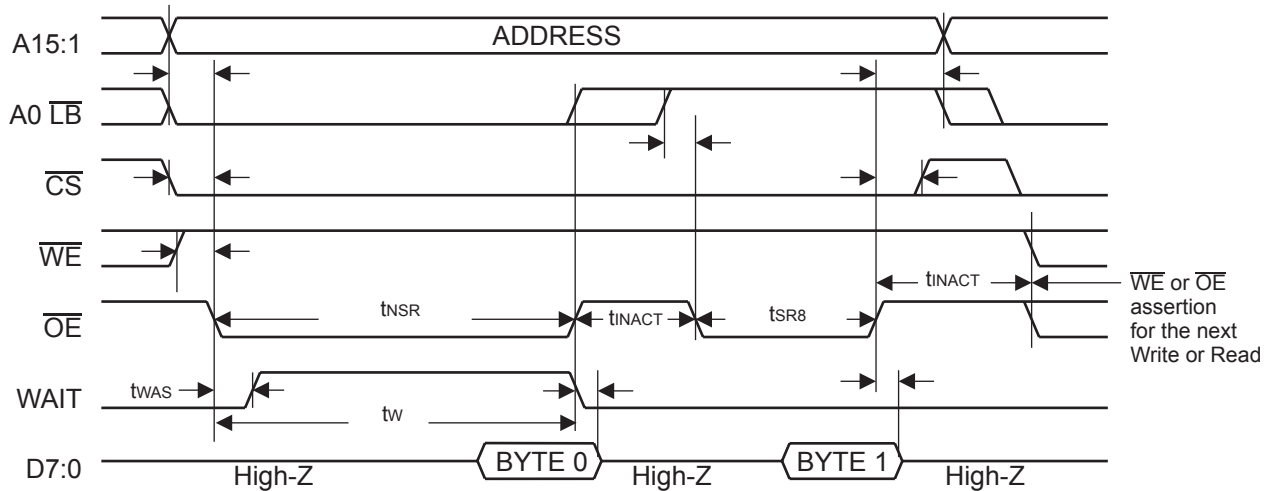 A15:1
ADDRESS
A0 LB
CS
WE
tINACT
WE or OE
assertion
for the next
Write or Read
OE
tNSR
tINACT
tSR8
WAIT
tWAS
tW
D7:0
High-Z
BYTE 0
High-Z
BYTE 1
High-Z